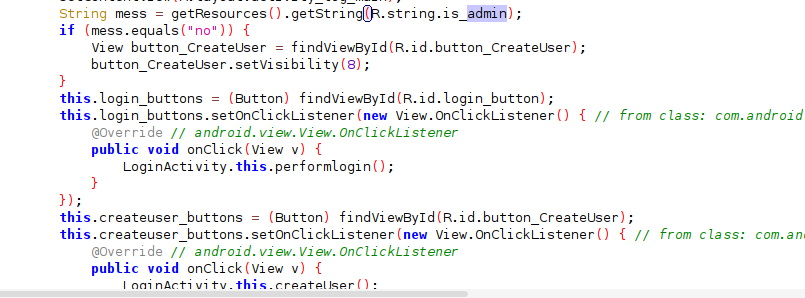 String mess = getResources().getString(R.string.is_admin);
if (mess.equals("no")) {
View button_CreateUser = findViewById(R.id.button_CreateUser);
button_CreateUser.setVisibility(8);
}
this.login_buttons = (Button) findViewById(R.id.login_button);
this.login_buttons.setOnClickListener(new View.OnClickListener() { // from class: com.android
@Override // android.view.View.OnClickListener
public void onClick(View v) {
LoginActivity.this.performlogin();
}
});
this.createuser_buttons = (Button) findViewById(R.id.button_CreateUser);
this.createuser_buttons.setOnClickListener(new View.OnClickListener() { // from class: com.an
@Override // android.view.View.OnClickListener
public void onClick(View v) {
LoginActivity.this.createUser();